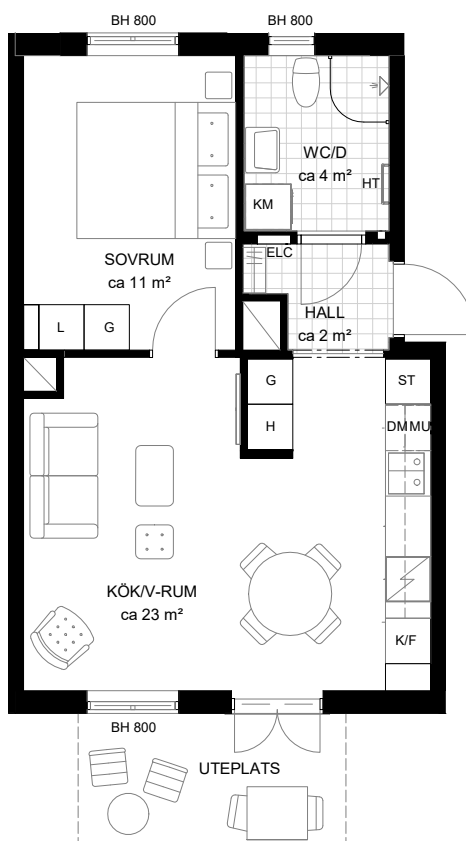 BH 800
BH 800
WC/D
ca 4 m²
HT
KM
SOVRUM
ca 11 m²
ELC
HALL
ca 2 m²
L
G
G
ST
H
DM
MU
KÖK/V-RUM
ca 23 m²
K/F
BH 800
UTEPLATS